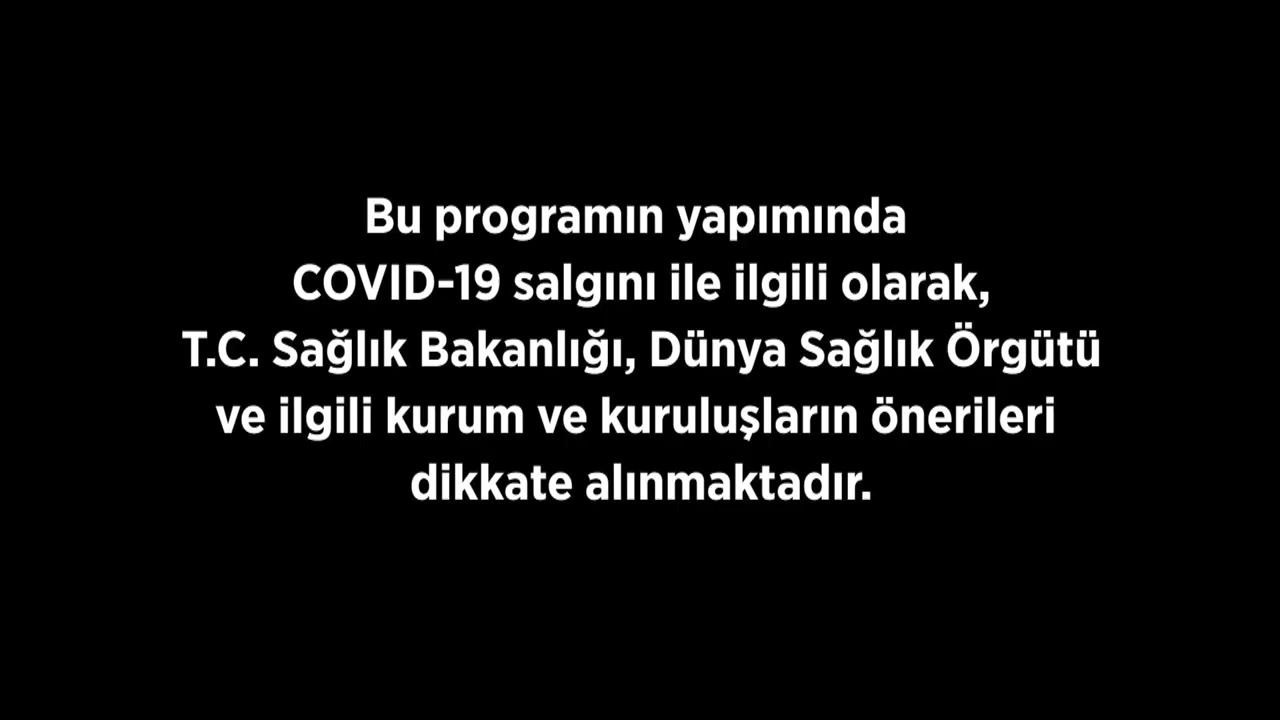 Bu programın yapımında
COVID-19 salgını ile ilgili olarak,
T.C. Sağlık Bakanlığı, Dünya Sağlık Örgütü
ve ilgili kurum ve kuruluşların önerileri
dikkate alınmaktadır.